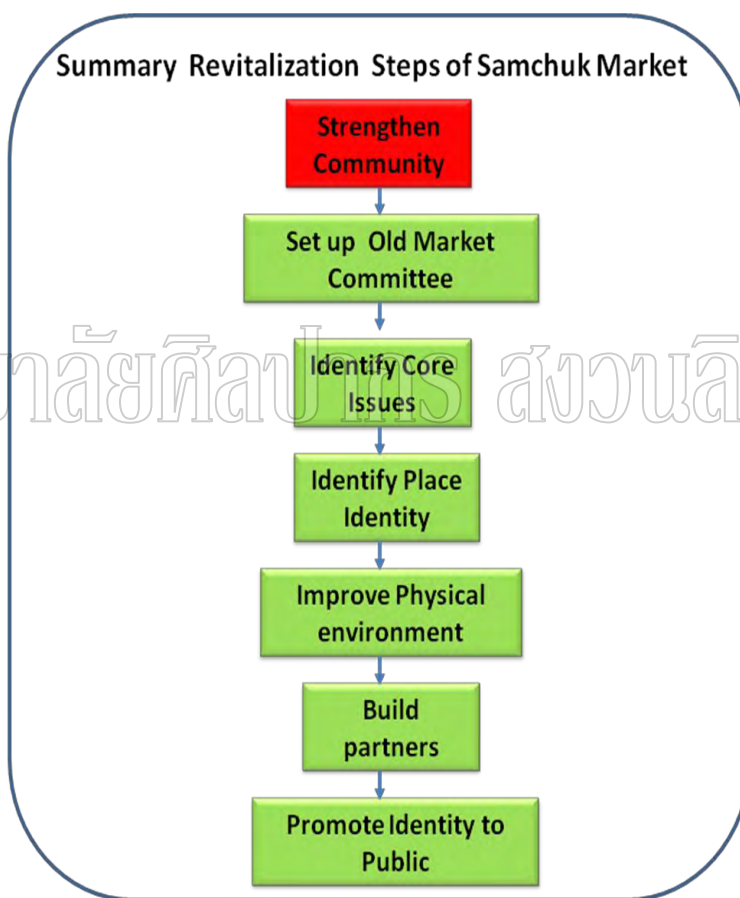 Summary Revitalization Steps of Samchuk Market
Strengthen
Community
Set up Old Market
Committee
Identify Core
Issues
าลัยศิลปากร สงวนลิ
Identify Place
Identity
Improve Physical
environment
Build
partners
Promote Identity to
Public